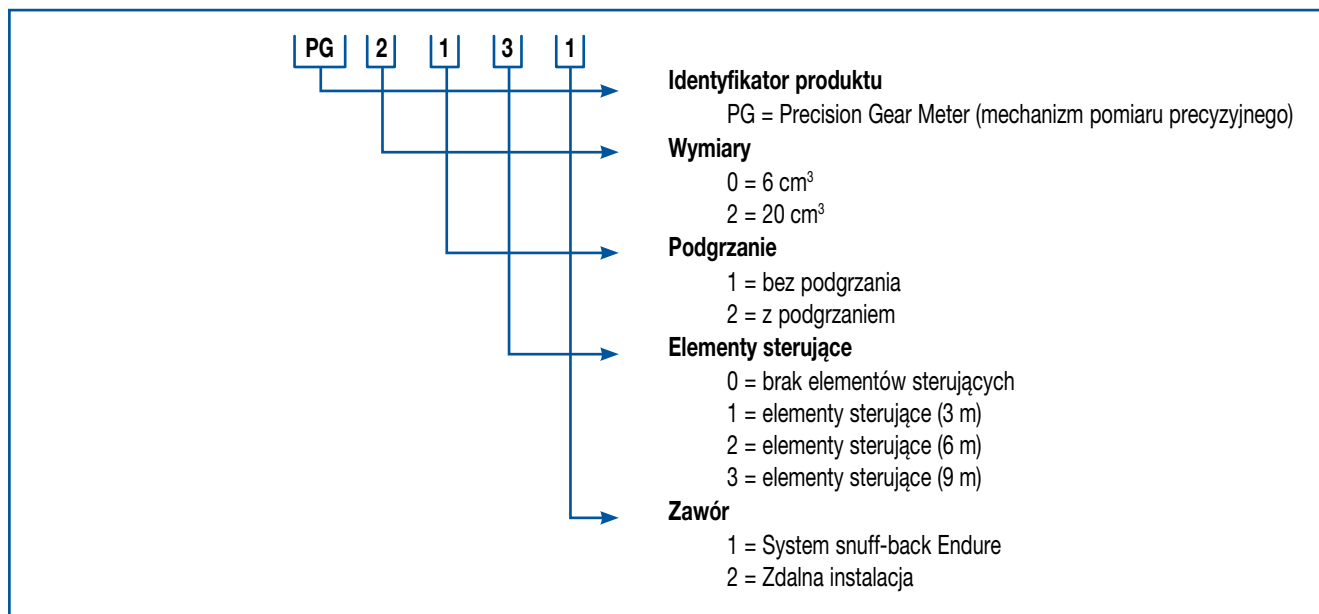 PG 2 1 3 1
Identyfikator produktu
PG = Precision Gear Meter (mechanizm pomiaru precyzyjnego)
Wymiary
0 = 6 cm³
2 = 20 cm³
Podgrzanie
1 = bez podgrzania
2 = z podgrzaniem
Elementy sterujące
0 = brak elementów sterujących
1 = elementy sterujące (3 m)
2 = elementy sterujące (6 m)
3 = elementy sterujące (9 m)
Zawór
1 = System snuff-back Endure
2 = Zdalna instalacja